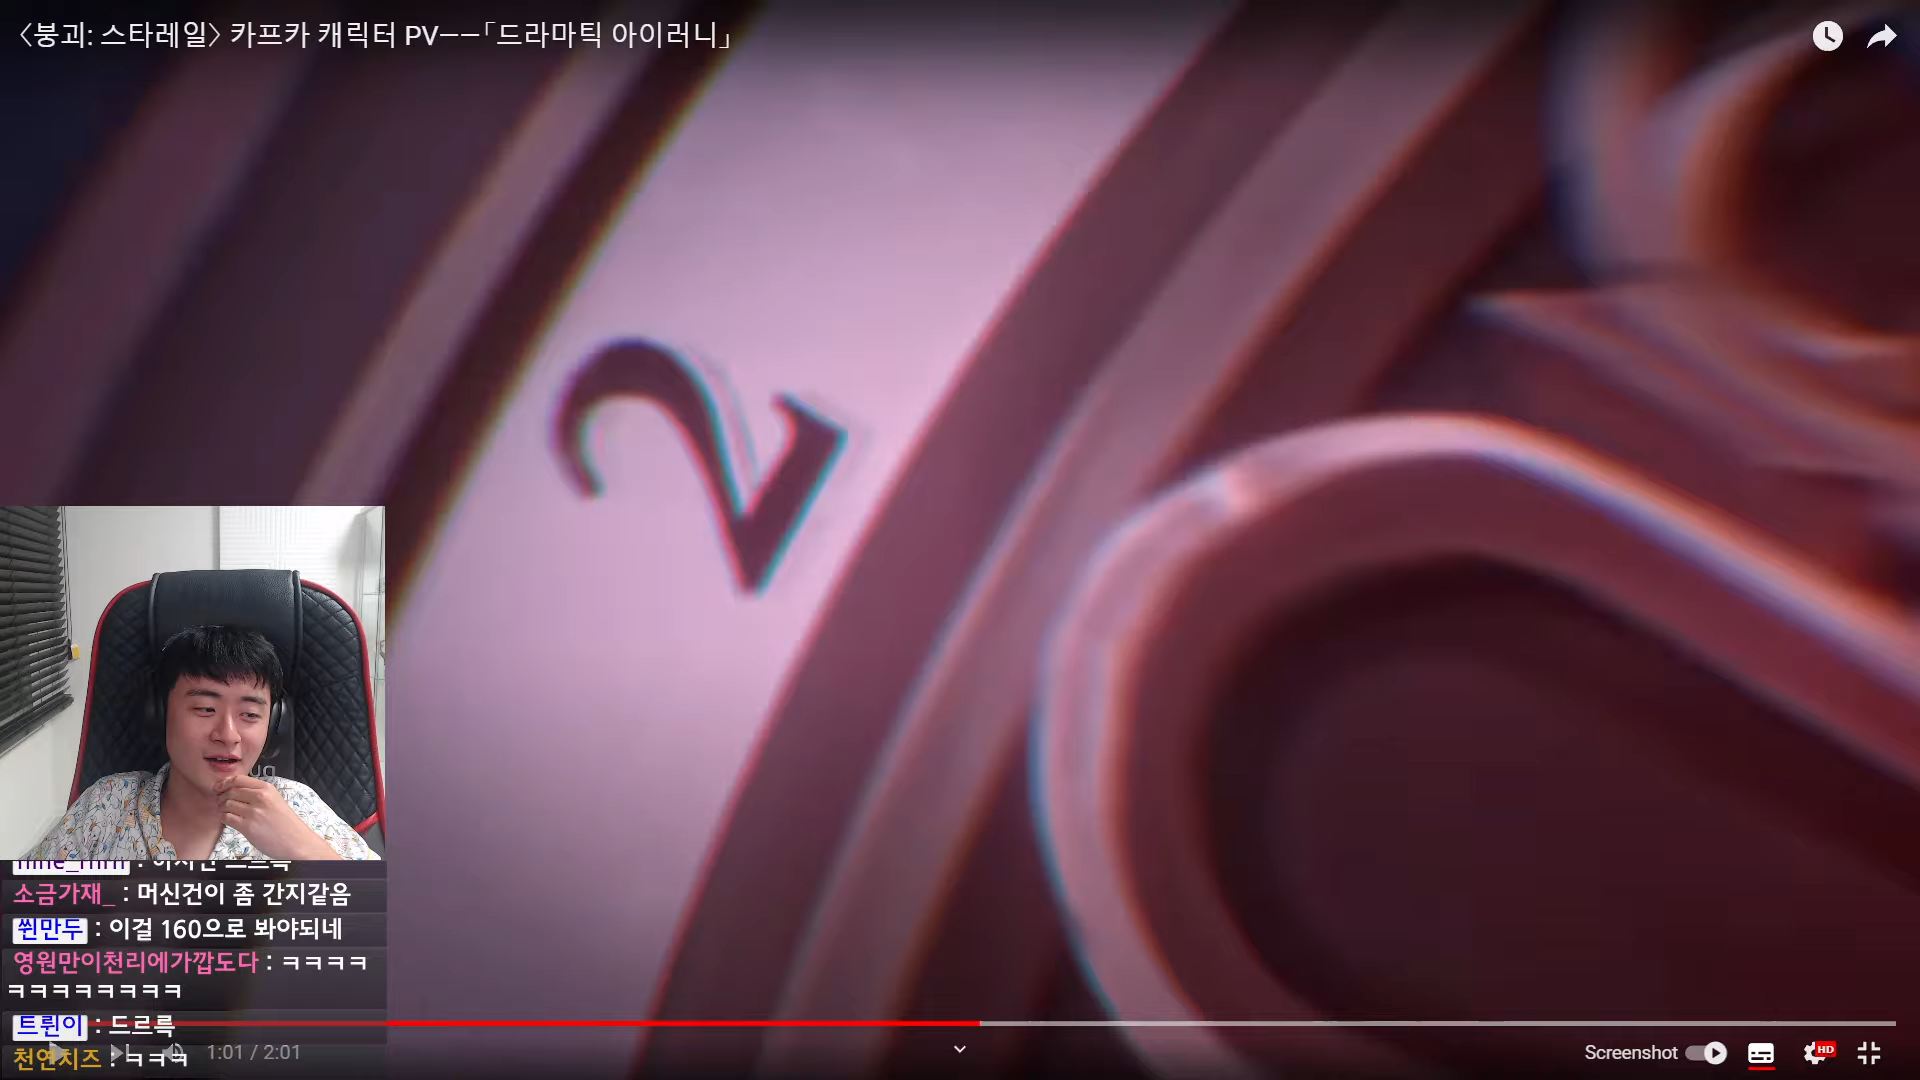 〈붕괴: 스타레일〉 카프카 캐릭터 PV——「드라마틱 아이러니」
2
소금가재_ : 머신건이 좀 간지같음
쒼만두 : 이걸 160으로 봐야되네
영원만이천리에가깝도다 : ㅋㅋㅋㅋ
ㅋㅋㅋㅋㅋㅋㅋㅋ
트륀이 : 드르륵
천연치즈 : ㅋㅋㅋ
1:01 / 2:01
Screenshot
HD